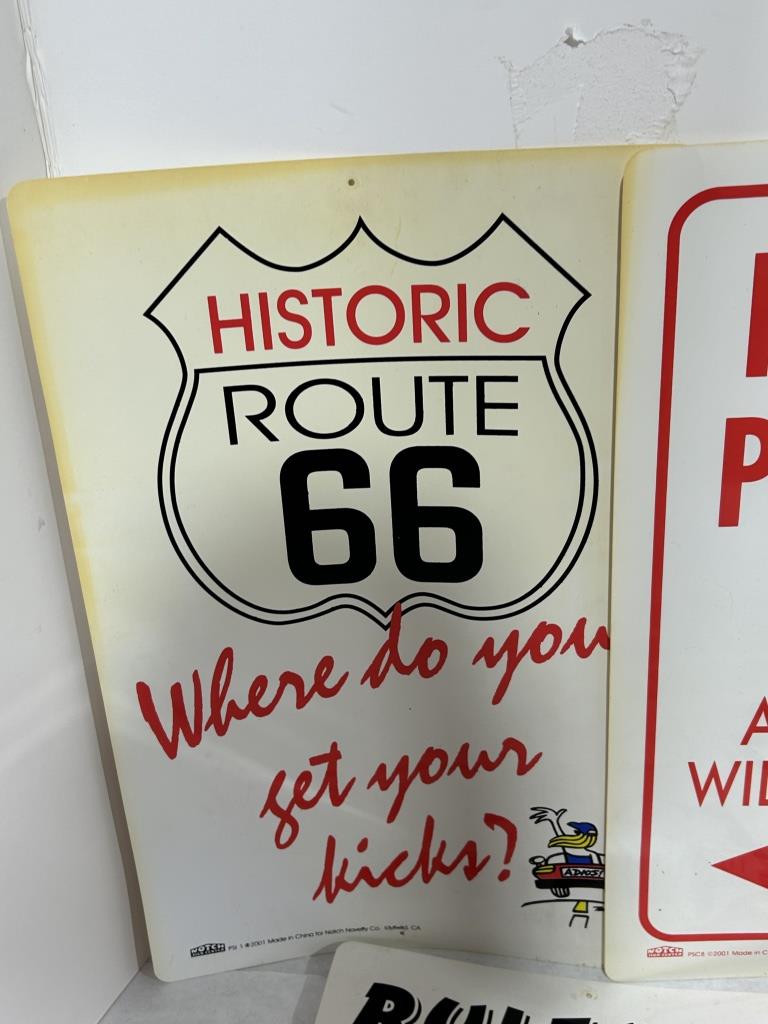 HISTORIC
ROUTE
66
Where do you
get your
kicks?
NOTCH
PSI 1 ©2001 Made in China for Notch Novelty Co.
P
WIL
NOTCH
PSC8 ©2001 Made in C